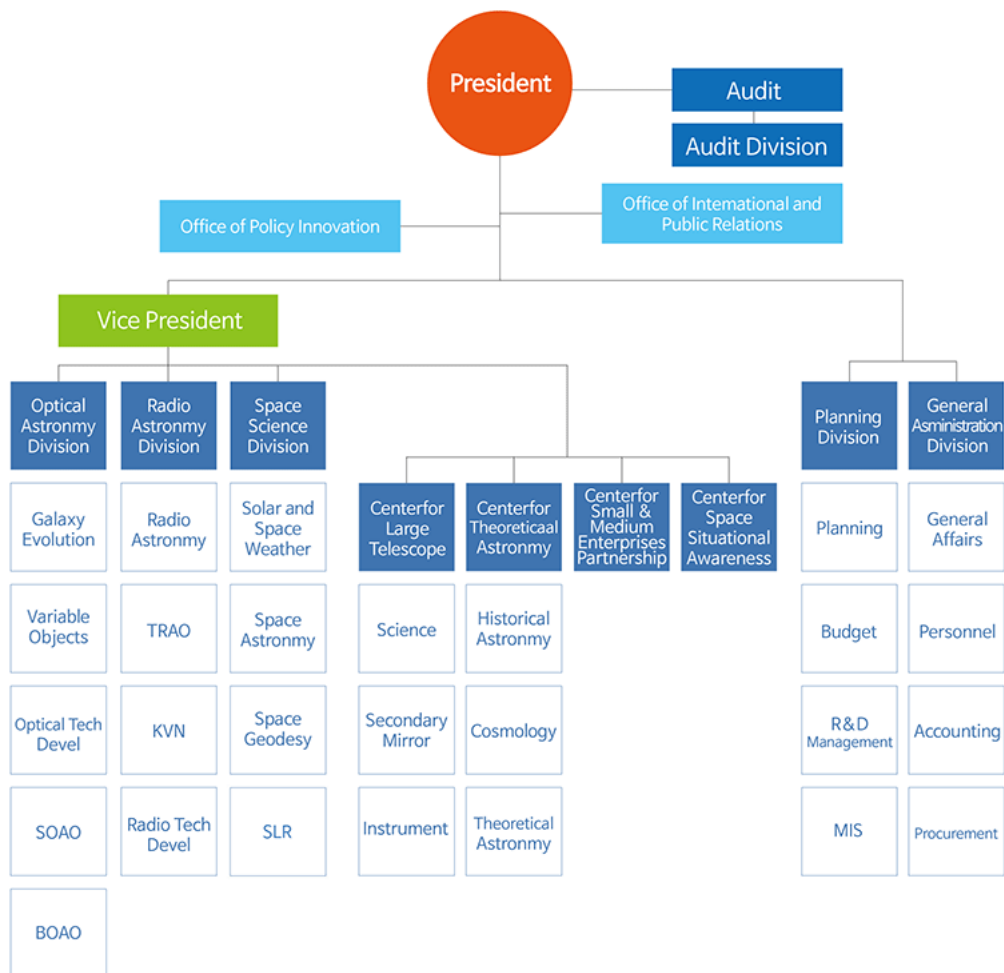 President
Audit
Audit Division
Office of Policy Innovation
Office of International and
Public Relations
Vice President
Optical
Astronmy
Division
Radio
Astronmy
Division
Space
Science
Division
Planning
Division
General
Asministration
Division
Galaxy
Evolution
Variable
Objects
Optical Tech
Devel
SOAO
BOAO
Radio
Astronmy
TRAO
KVN
Radio Tech
Devel
Solar and
Space
Weather
Space
Astronmy
Space
Geodesy
SLR
Centerfor
Large
Telescope
Science
Secondary
Mirror
Instrument
Centerfor
Theoreticaal
Astronmy
Historical
Astronmy
Cosmology
Theoretical
Astronmy
Centerfor
Small &
Medium
Enterprises
Partnership
Centerfor
Space
Situational
Awareness
Planning
Budget
R&D
Management
MIS
General
Affairs
Personnel
Accounting
Procurement